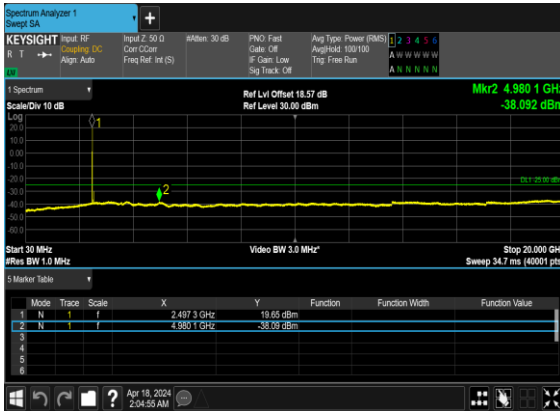 Spectrum Analyzer 1
Swept SA
+
KEYSIGHT Input: RF Input Z: 50 Ω #Atten: 30 dB PNO: Fast Avg Type: Power (RMS) 1 2 3 4 5 6
R T Coupling: DC Corr CCorr Gate: Off Avg|Hold: 100/100 A W W W W W
Align: Auto Freq Ref: Int (S) IF Gain: Low Trig: Free Run
Sig Track: Off A N N N N N
1 Spectrum Ref Lvl Offset 18.57 dB Mkr2 4.980 1 GHz
Scale/Div 10 dB Ref Level 30.00 dBm -38.092 dBm
Log
20.0
10.0
0.00
-10.0
-20.0
-30.0
-40.0
-50.0
-60.0
1
2
DL1 -25.00 dBm
Start 30 MHz Video BW 3.0 MHz* Stop 20.000 GHz
#Res BW 1.0 MHz Sweep 34.7 ms (40001 pts)
5 Marker Table
Mode Trace Scale X Y Function Function Width Function Value
1 N 1 f 2.497 3 GHz 19.65 dBm
2 N 1 f 4.980 1 GHz -38.09 dBm
3
4
5
6
? Apr 18, 2024
2:04:55 AM